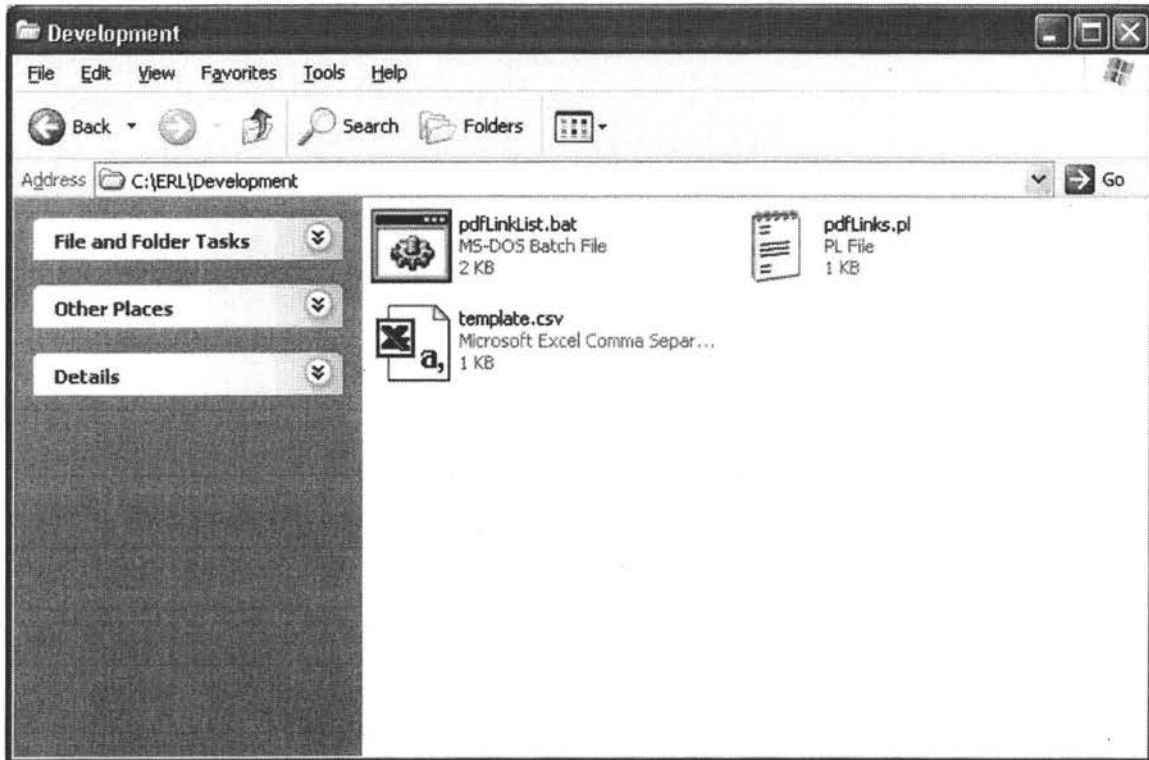 Development
File Edit View Favorites Tools Help
Back Search Folders
Address C:\ERL\Development Go
File and Folder Tasks
Other Places
Details
pdfLinkList.bat
MS-DOS Batch File
2 KB
pdfLinks.pl
PL File
1 KB
template.csv
Microsoft Excel Comma Separ...
1 KB
a,